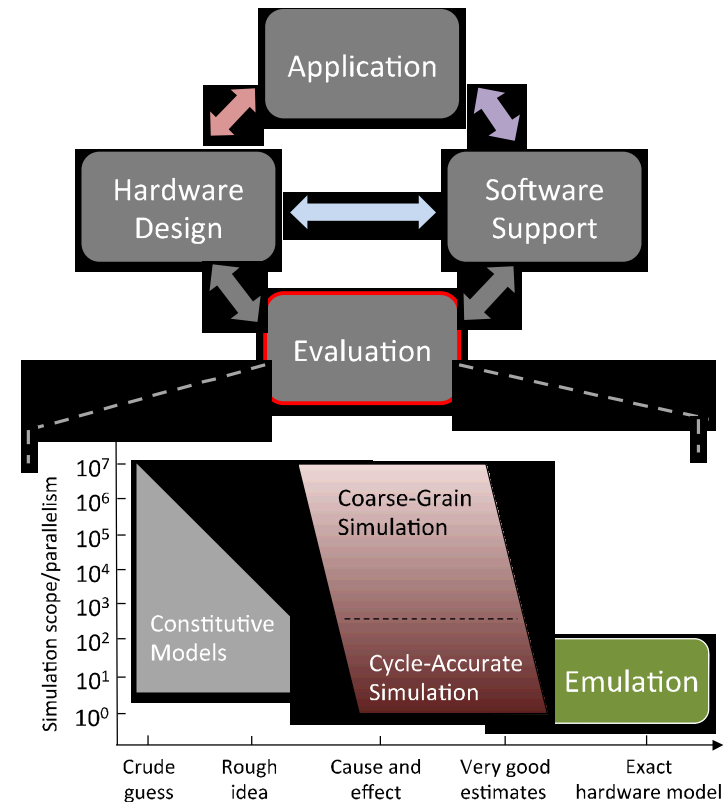 Application
Hardware
Design
Software
Support
Evaluation
Simulation scope/parallelism
10⁷
10⁶
10⁵
10⁴
10³
10²
10¹
10⁰
Coarse-Grain
Simulation
Constitutive
Models
Cycle-Accurate
Simulation
Emulation
Crude
guess
Rough
idea
Cause and
effect
Very good
estimates
Exact
hardware model